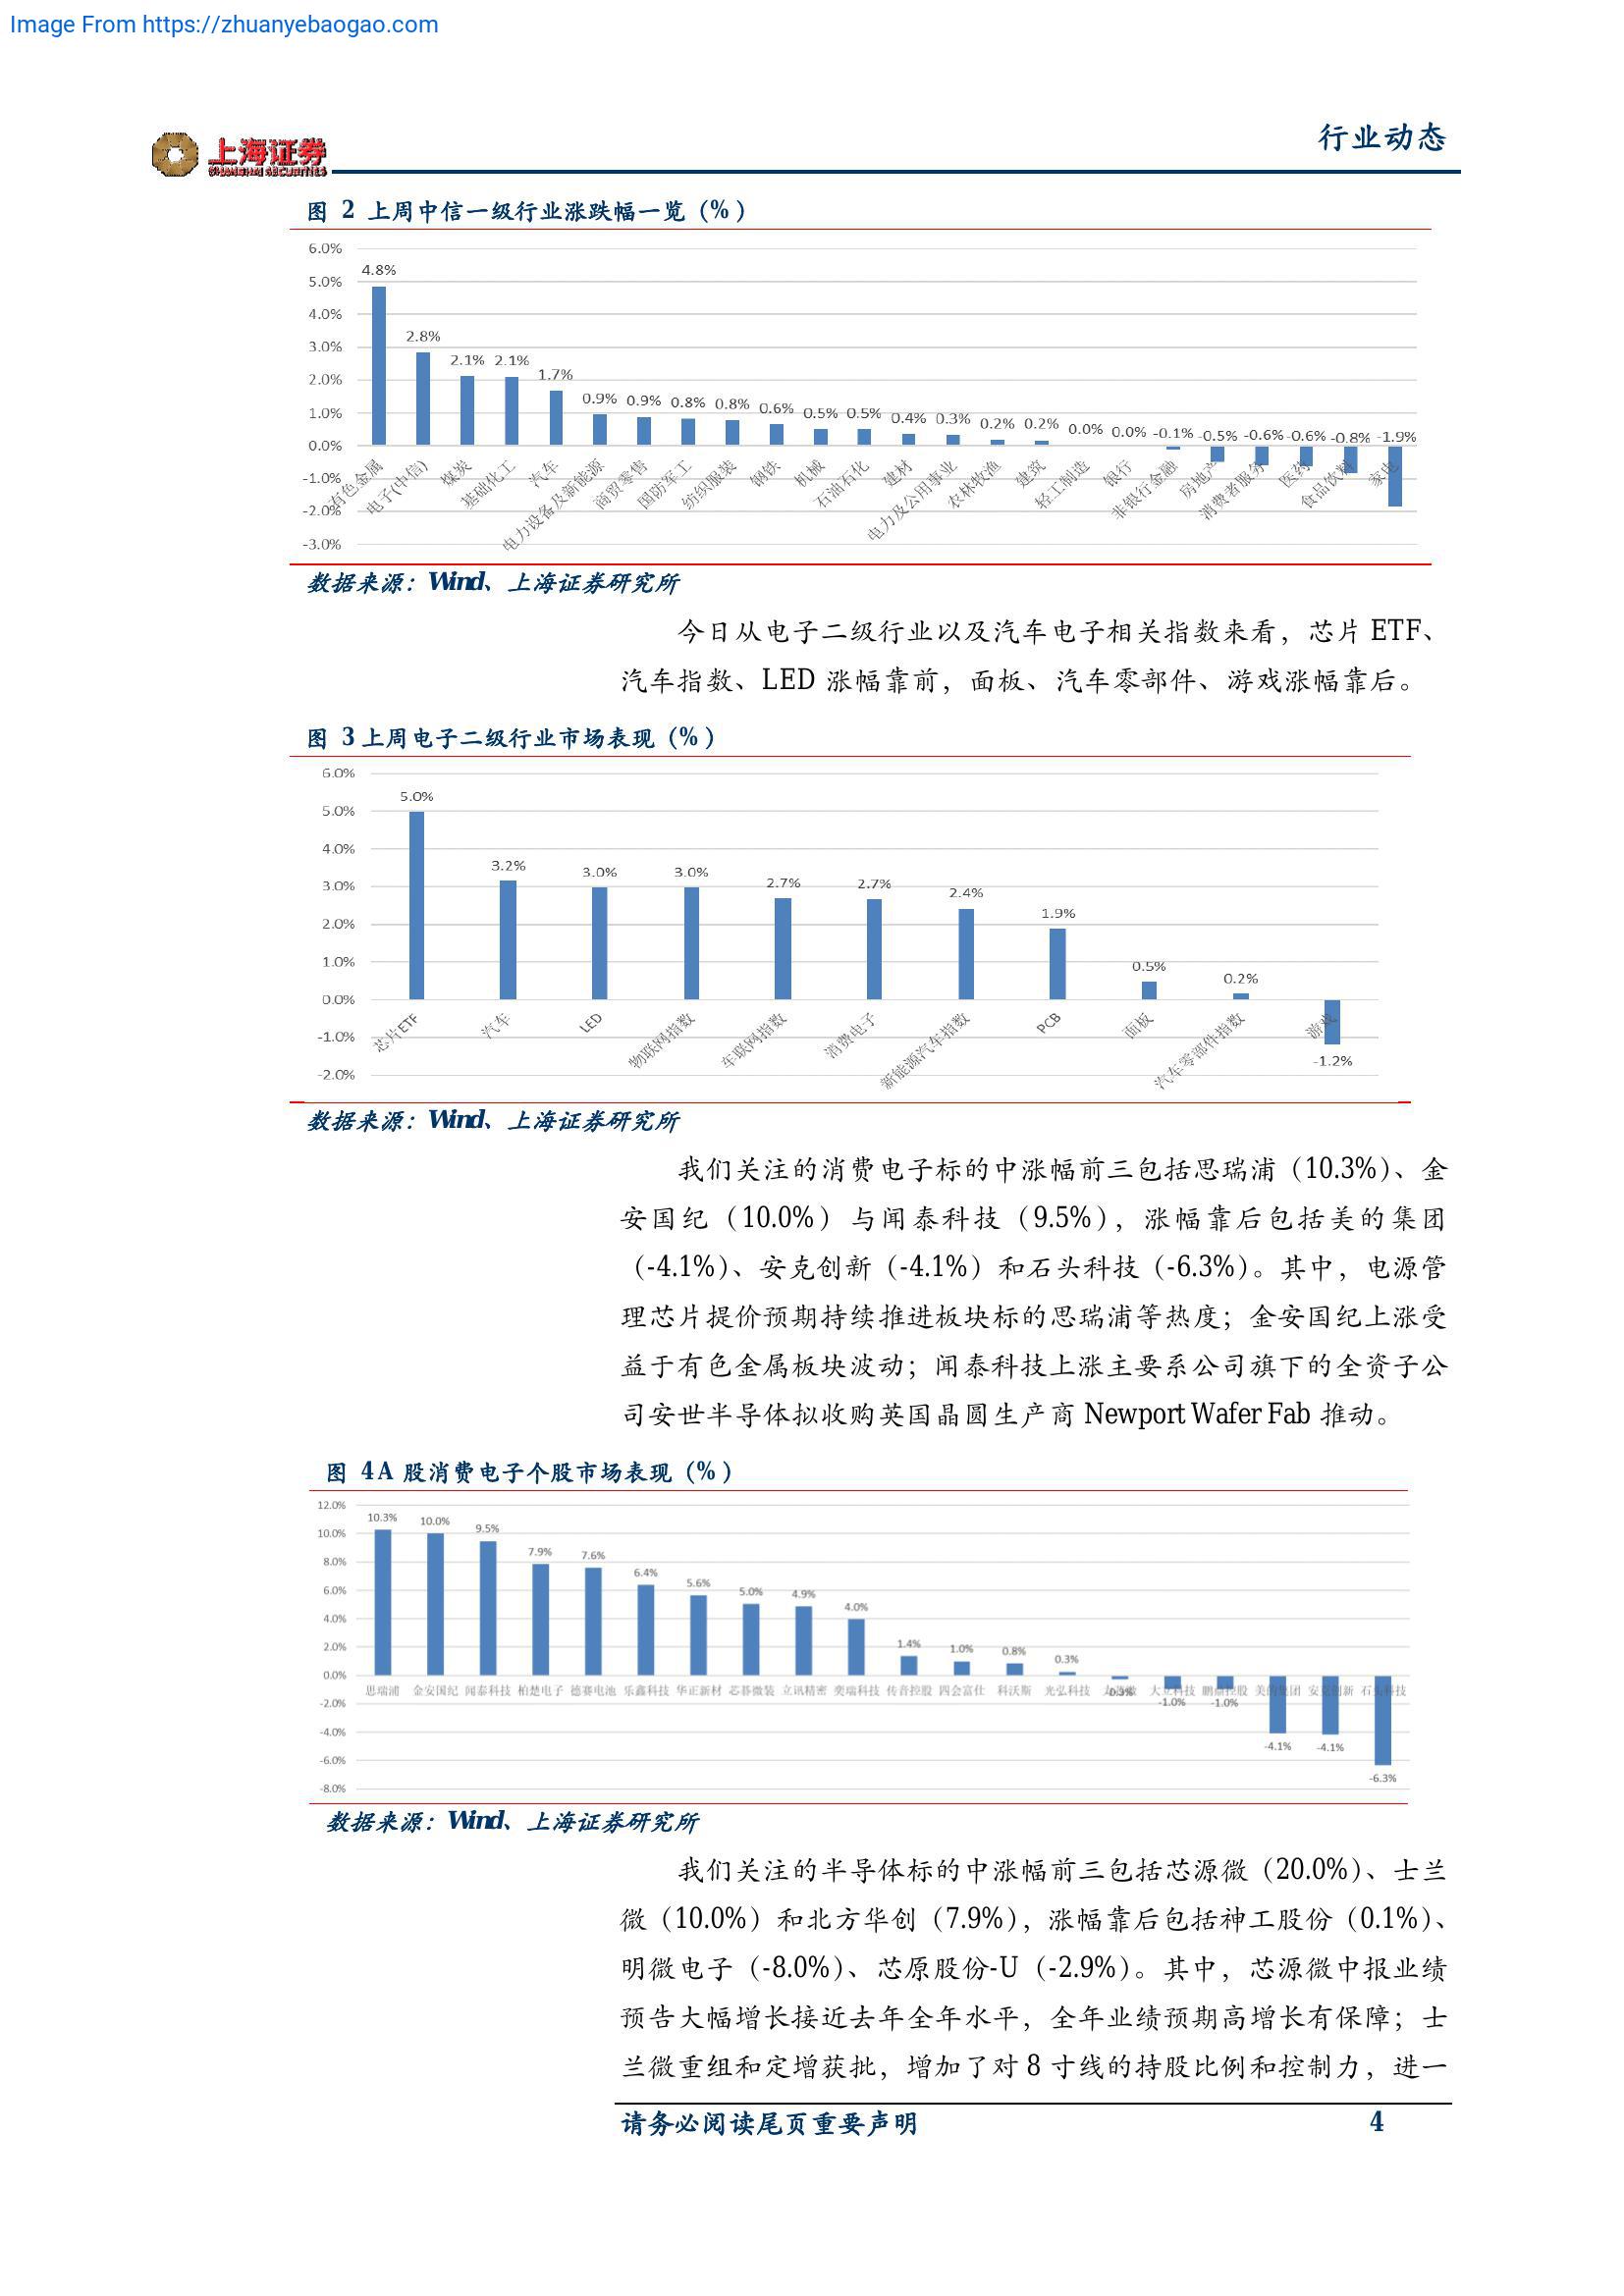 Image From https://zhuanyebaogao.com
上海证券
SHANGHAI SECURITIES
行业动态
图 2 上周中信一级行业涨跌幅一览（%）
6.0%
5.0%
4.0%
3.0%
2.0%
1.0%
0.0%
-1.0%
-2.0%
-3.0%
4.8% 2.8% 2.1% 2.1% 1.7% 0.9% 0.9% 0.8% 0.8% 0.6% 0.5% 0.5% 0.4% 0.3% 0.2% 0.2% 0.0% 0.0% -0.1% -0.5% -0.6% -0.6% -0.8% -1.9%
有色金属 电子(中信) 煤炭 基础化工 汽车 电力设备及新能源 商贸零售 国防军工 纺织服装 钢铁 机械 石油石化 建材 电力及公用事业 农林牧渔 建筑 轻工制造 银行 非银行金融 房地产 消费者服务 医药 食品饮料 家电
数据来源：Wind、上海证券研究所
今日从电子二级行业以及汽车电子相关指数来看，芯片 ETF、
汽车指数、LED 涨幅靠前，面板、汽车零部件、游戏涨幅靠后。
图 3 上周电子二级行业市场表现（%）
6.0%
5.0%
4.0%
3.0%
2.0%
1.0%
0.0%
-1.0%
-2.0%
5.0% 3.2% 3.0% 3.0% 2.7% 2.7% 2.4% 1.9% 0.5% 0.2% -1.2%
芯片ETF 汽车 LED 物联网指数 车联网指数 消费电子 新能源汽车指数 PCB 面板 汽车零部件指数 游戏
数据来源：Wind、上海证券研究所
我们关注的消费电子标的中涨幅前三包括思瑞浦（10.3%）、金
安国纪（10.0%）与闻泰科技（9.5%），涨幅靠后包括美的集团
（-4.1%）、安克创新（-4.1%）和石头科技（-6.3%）。其中，电源管
理芯片提价预期持续推进板块标的思瑞浦等热度；金安国纪上涨受
益于有色金属板块波动；闻泰科技上涨主要系公司旗下的全资子公
司安世半导体拟收购英国晶圆生产商 Newport Wafer Fab 推动。
图 4 A 股消费电子个股市场表现（%）
12.0%
10.0%
8.0%
6.0%
4.0%
2.0%
0.0%
-2.0%
-4.0%
-6.0%
-8.0%
10.3% 10.0% 9.5% 7.9% 7.6% 6.4% 5.6% 5.0% 4.9% 4.0% 1.4% 1.0% 0.8% 0.3% -0.3% -1.0% -1.0% -4.1% -4.1% -6.3%
思瑞浦 金安国纪 闻泰科技 柏楚电子 德赛电池 乐鑫科技 华正新材 芯碁微装 立讯精密 奕瑞科技 传音控股 四会富仕 科沃斯 光弘科技 大立科技 鹏鼎控股 美的集团 安克创新 石头科技
数据来源：Wind、上海证券研究所
我们关注的半导体标的中涨幅前三包括芯源微（20.0%）、士兰
微（10.0%）和北方华创（7.9%），涨幅靠后包括神工股份（0.1%）、
明微电子（-8.0%）、芯原股份-U（-2.9%）。其中，芯源微中报业绩
预告大幅增长接近去年全年水平，全年业绩预期高增长有保障；士
兰微重组和定增获批，增加了对 8 寸线的持股比例和控制力，进一
请务必阅读尾页重要声明 4